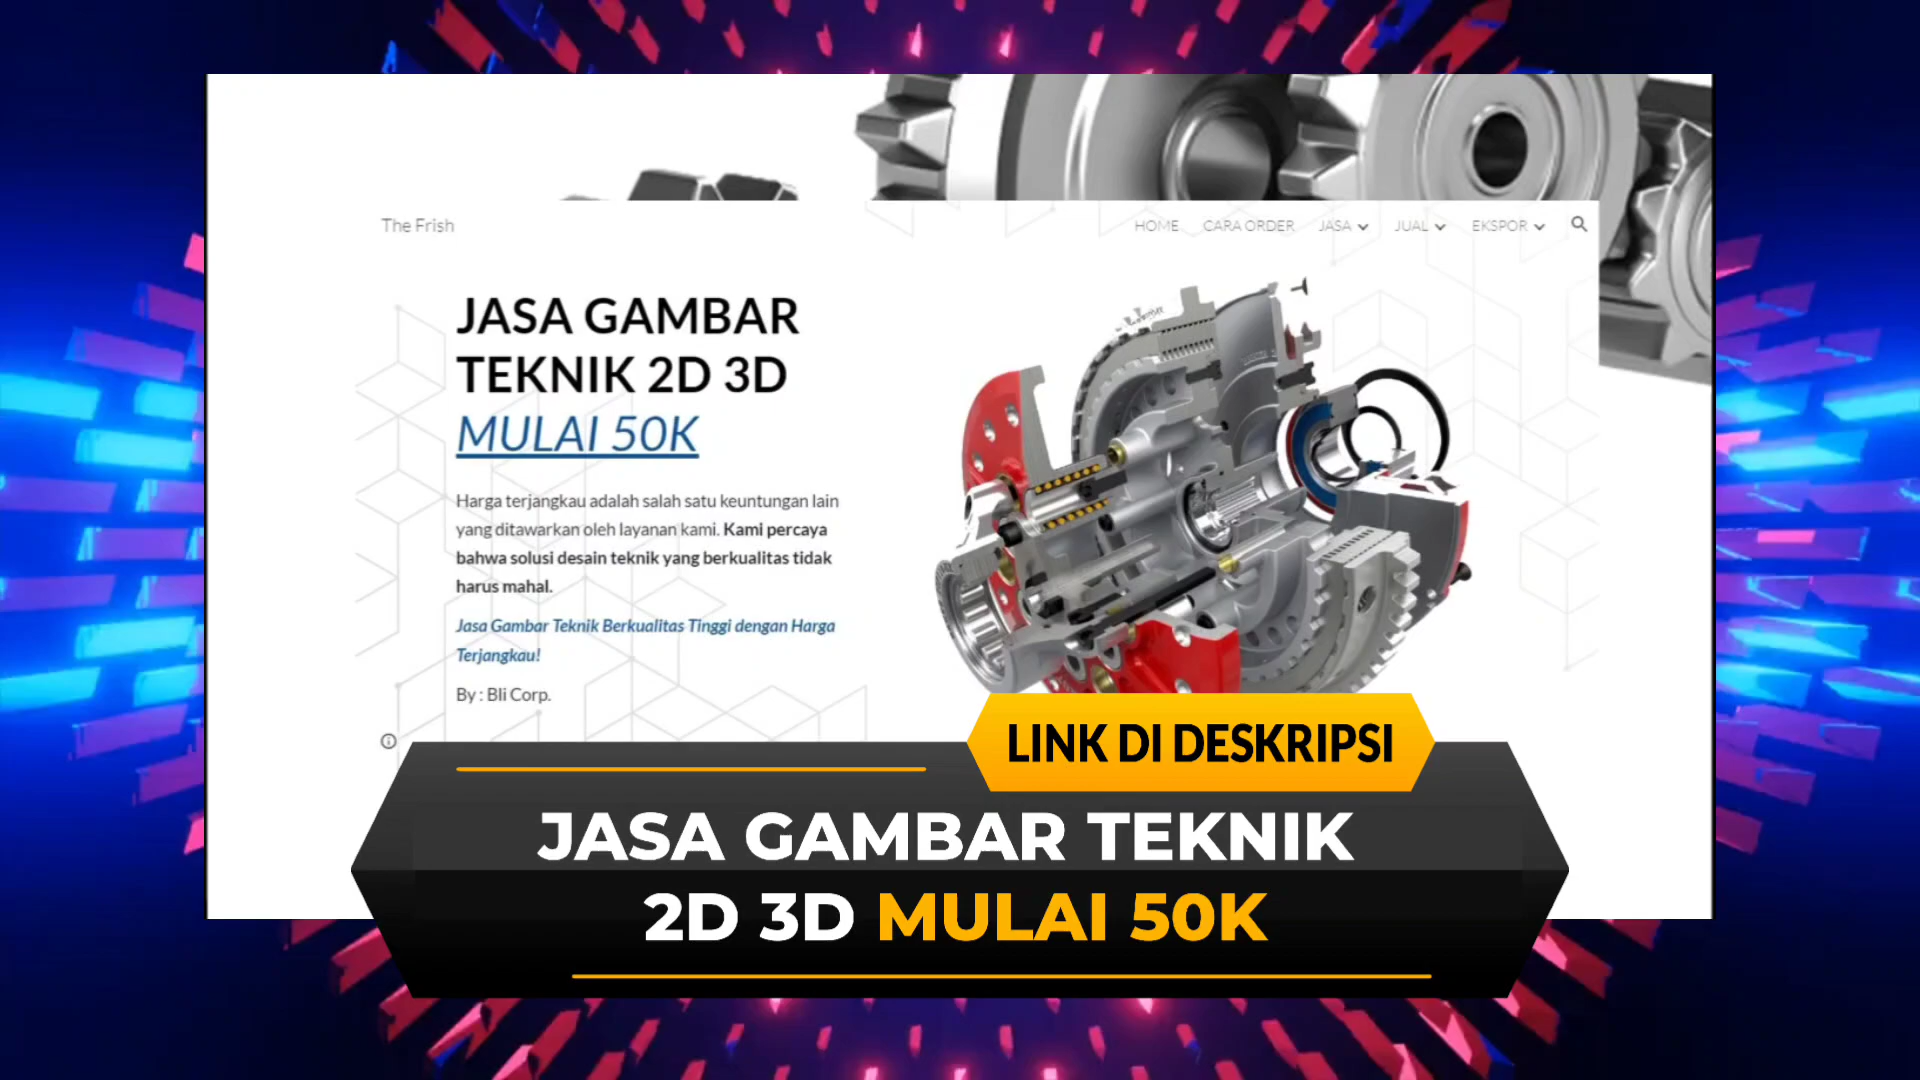 The Frish
HOME CARA ORDER JASA JUAL EKSPOR
JASA GAMBAR
TEKNIK 2D 3D
MULAI 50K
Harga terjangkau adalah salah satu keuntungan lain
yang ditawarkan oleh layanan kami. Kami percaya
bahwa solusi desain teknik yang berkualitas tidak
harus mahal.
Jasa Gambar Teknik Berkualitas Tinggi dengan Harga
Terjangkau!
By : Bli Corp.
LINK DI DESKRIPSI
JASA GAMBAR TEKNIK
2D 3D MULAI 50K